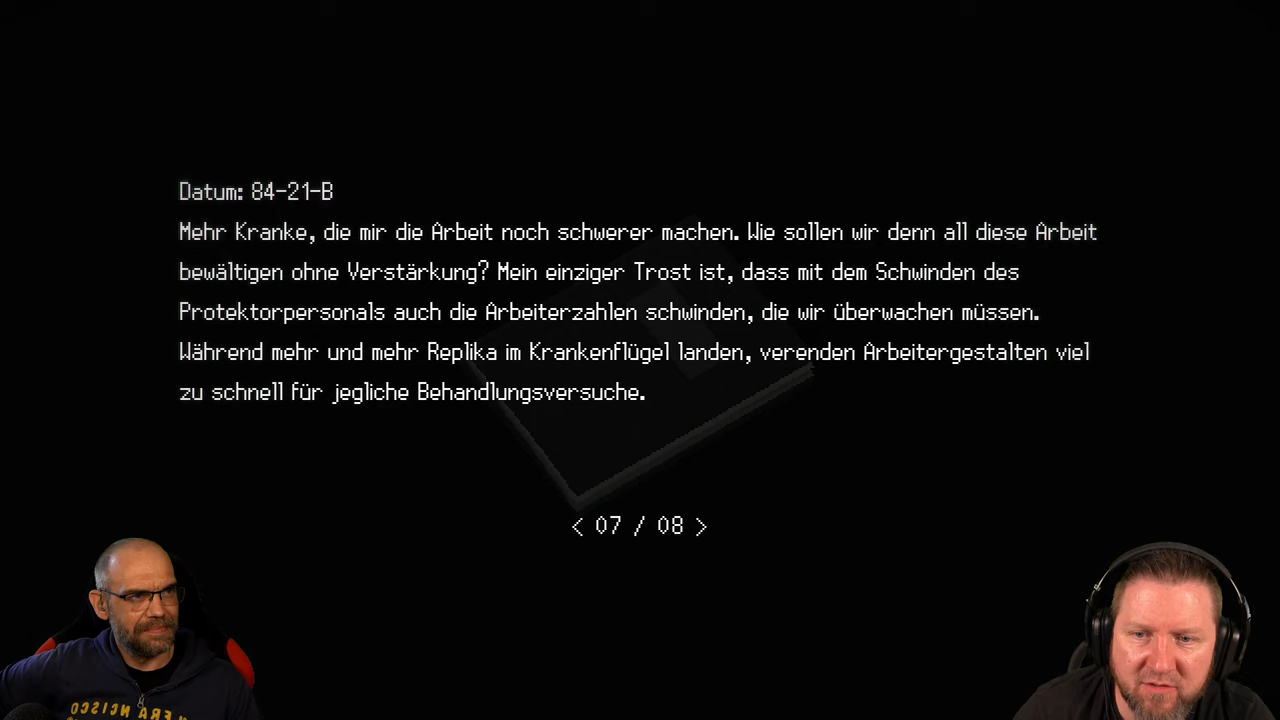 Datum: 84-21-B
Mehr Kranke, die mir die Arbeit noch schwerer machen. Wie sollen wir denn all diese Arbeit
bewältigen ohne Verstärkung? Mein einziger Trost ist, dass mit dem Schwinden des
Protektorpersonals auch die Arbeiterzahlen schwinden, die wir überwachen müssen.
Während mehr und mehr Replika im Krankenflügel landen, verenden Arbeitergestalten viel
zu schnell für jegliche Behandlungsversuche.
< 07 / 08 >